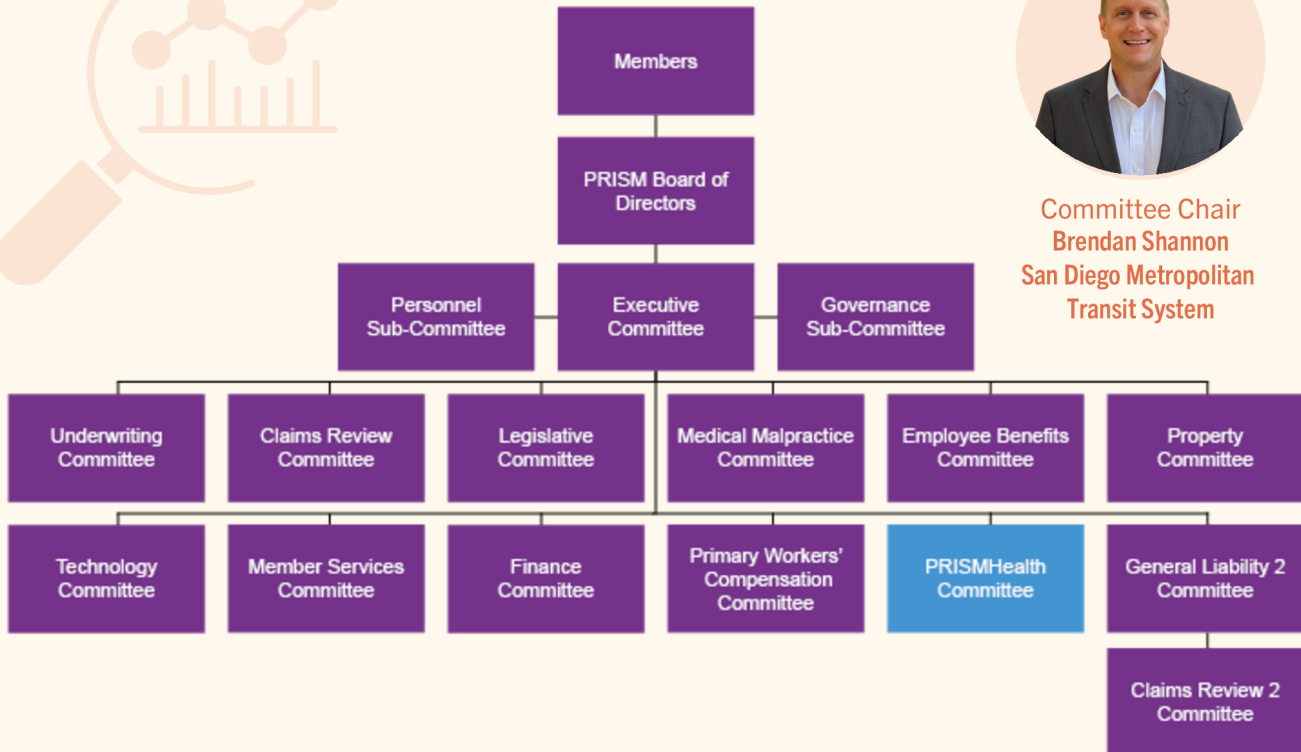 Members
PRISM Board of
Directors
Committee Chair
Brendan Shannon
San Diego Metropolitan
Transit System
Personnel
Sub-Committee
Executive
Committee
Governance
Sub-Committee
Underwriting
Committee
Claims Review
Committee
Legislative
Committee
Medical Malpractice
Committee
Employee Benefits
Committee
Property
Committee
Technology
Committee
Member Services
Committee
Finance
Committee
Primary Workers’
Compensation
Committee
PRISMHealth
Committee
General Liability 2
Committee
Claims Review 2
Committee